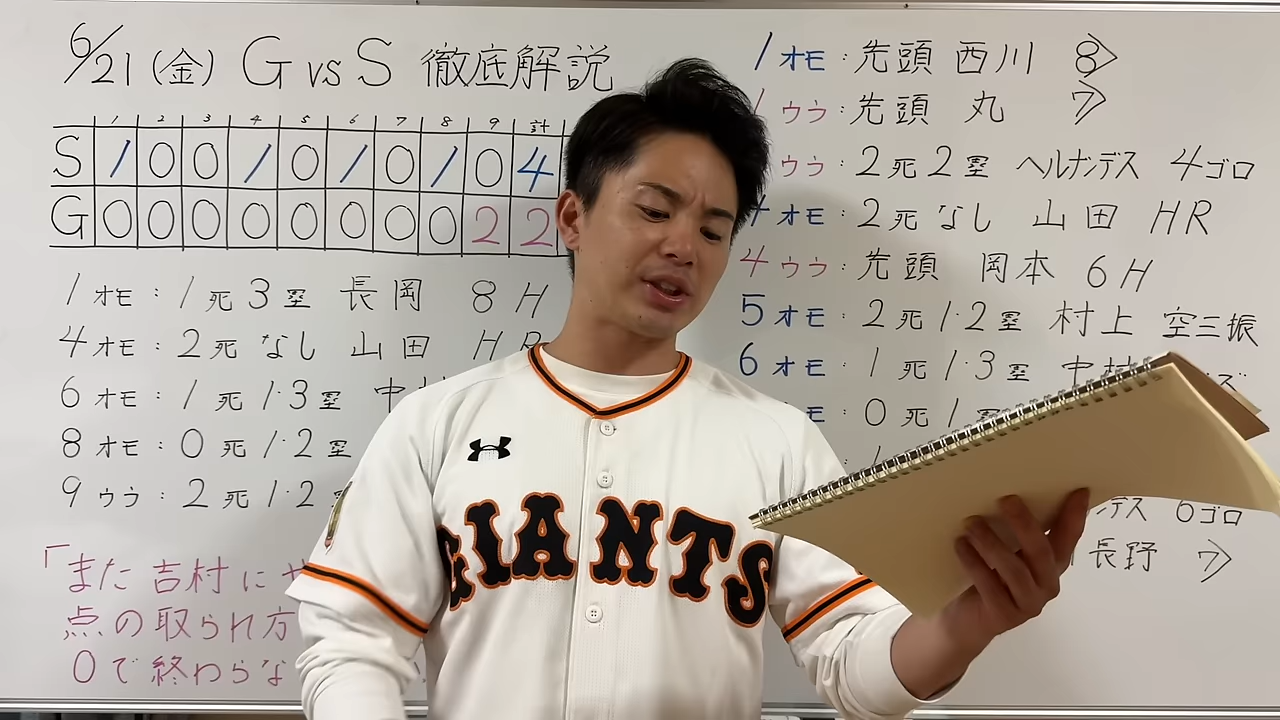 6/21(金) G vs S 徹底解説
1 2 3 4 5 6 7 8 9 計
S 1 0 0 1 0 1 0 1 0 4
G 0 0 0 0 0 0 0 0 2 2
1オモ:1死3塁 長岡 8H
4オモ:2死なし 山田 HR
6オモ:1死1・3塁
8オモ:0死1・2塁
9ウラ:2死1・2
「また吉村に
点の取られ方
0で終わらな
1オモ:先頭 西川 8>
ウラ:先頭 丸 7>
ウラ:2死2塁 ヘルナンデス 4ゴロ
オモ:2死なし 山田 HR
4ウラ:先頭 岡本 6H
5オモ:2死1・2塁 村上 空三振
6オモ:1死1・3塁
0死1
6ゴロ
長野 7>
GIANTS